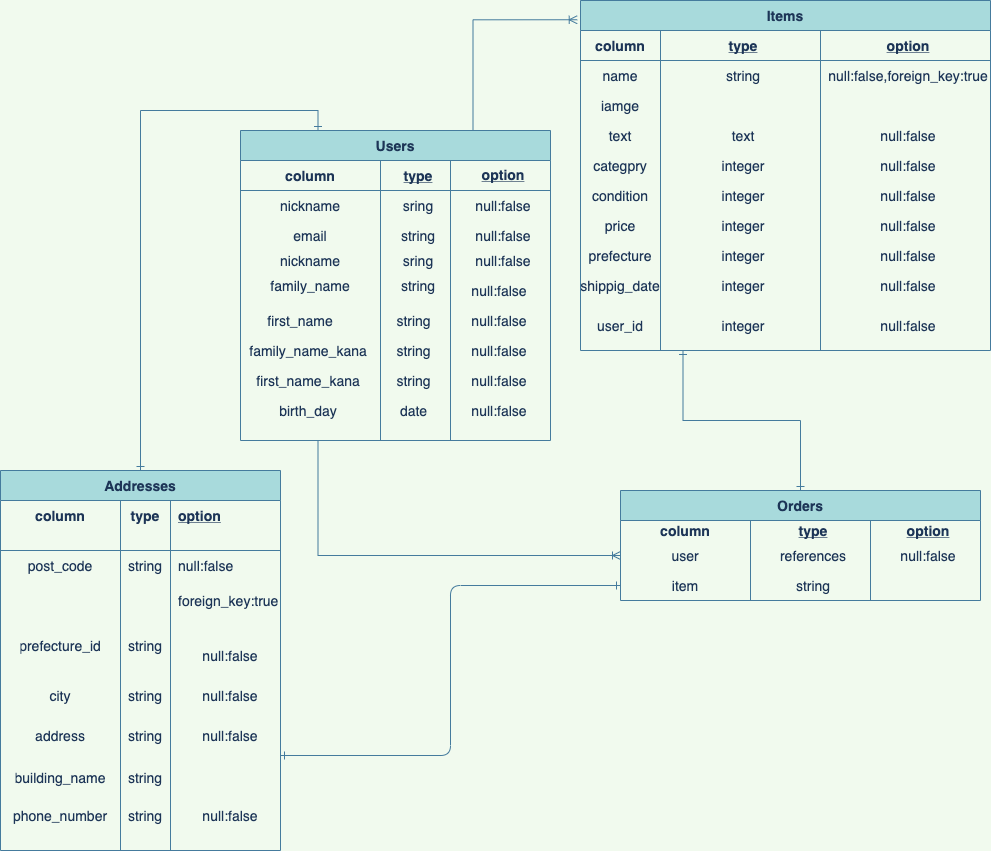 Items
column type option
name string null:false,foreign_key:true
iamge
text text null:false
categpry integer null:false
condition integer null:false
price integer null:false
prefecture integer null:false
shippig_date integer null:false
user_id integer null:false
Users
column type option
nickname sring null:false
email string null:false
nickname sring null:false
family_name string null:false
first_name string null:false
family_name_kana string null:false
first_name_kana string null:false
birth_day date null:false
Addresses
column type option
post_code string null:false
foreign_key:true
prefecture_id string null:false
city string null:false
address string null:false
building_name string
phone_number string null:false
Orders
column type option
user references null:false
item string